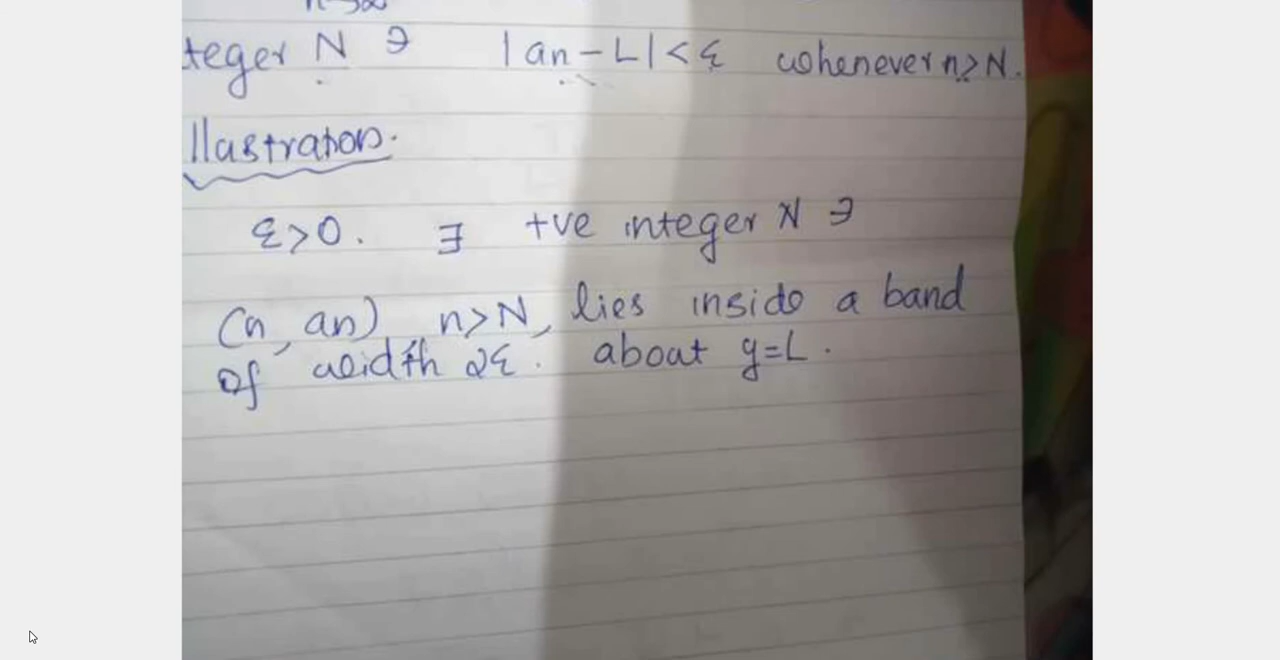 n→∞
teger N ∋ |an - L| < ε whenever n≥N.
llustration.
ε>0. ∃ +ve integer N ∋
(n, an) n>N, lies inside a band
of width 2ε. about y=L.